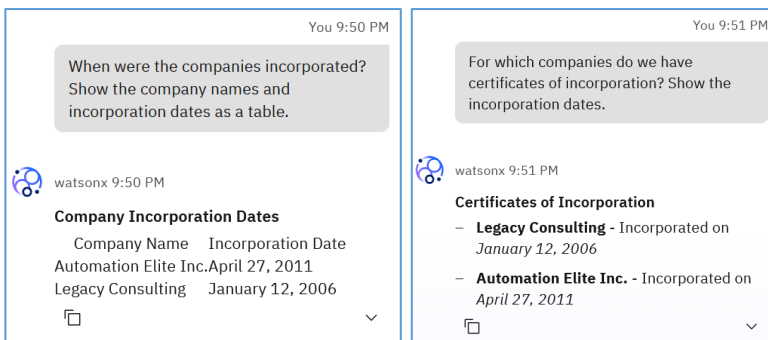 You 9:50 PM
When were the companies incorporated?
Show the company names and
incorporation dates as a table.
watsonx 9:50 PM
Company Incorporation Dates
Company Name Incorporation Date
Automation Elite Inc. April 27, 2011
Legacy Consulting January 12, 2006
You 9:51 PM
For which companies do we have
certificates of incorporation? Show the
incorporation dates.
watsonx 9:51 PM
Certificates of Incorporation
– Legacy Consulting - Incorporated on
January 12, 2006
– Automation Elite Inc. - Incorporated on
April 27, 2011